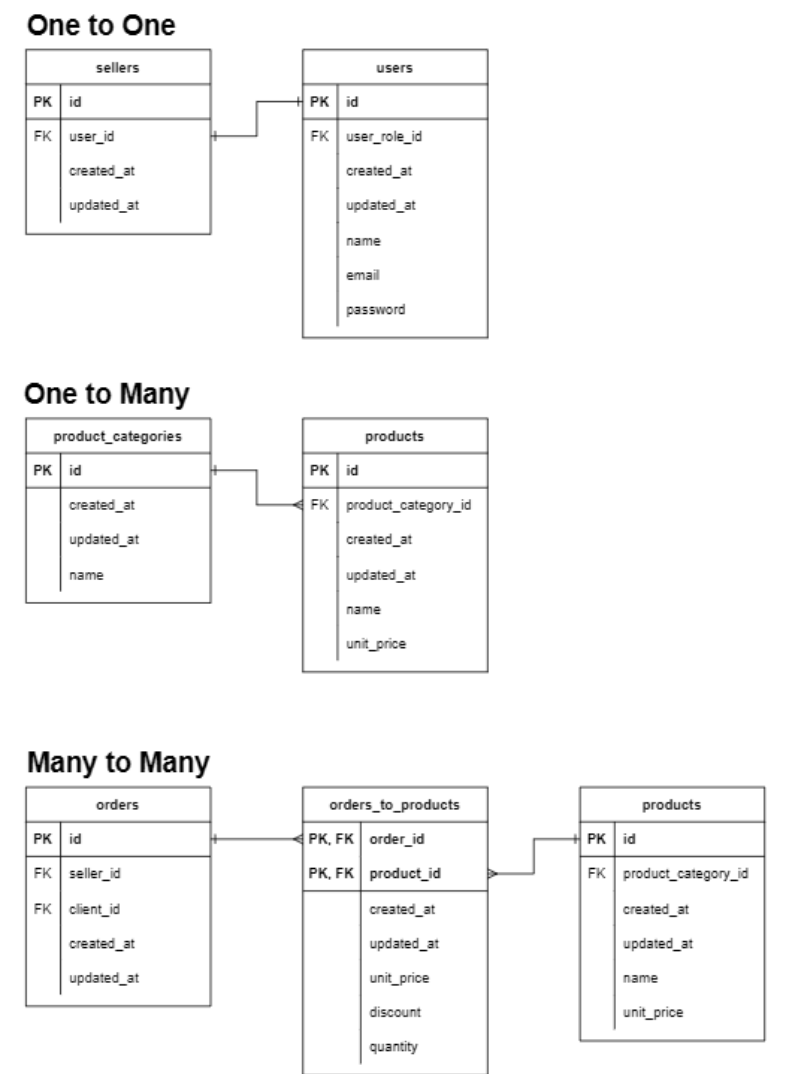 One to One
sellers
PK id
FK user_id
created_at
updated_at
users
PK id
FK user_role_id
created_at
updated_at
name
email
password
One to Many
product_categories
PK id
created_at
updated_at
name
products
PK id
FK product_category_id
created_at
updated_at
name
unit_price
Many to Many
orders
PK id
FK seller_id
FK client_id
created_at
updated_at
orders_to_products
PK, FK order_id
PK, FK product_id
created_at
updated_at
unit_price
discount
quantity
products
PK id
FK product_category_id
created_at
updated_at
name
unit_price